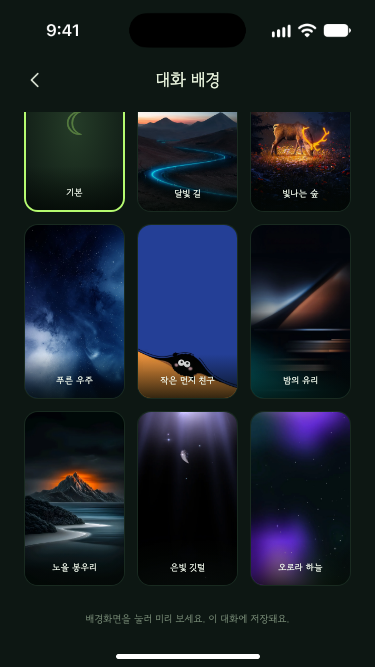 9:41
대화 배경
기본
달빛 길
빛나는 숲
푸른 우주
작은 먼지 친구
밤의 유리
노을 봉우리
은빛 깃털
오로라 하늘
배경화면을 눌러 미리 보세요. 이 대화에 저장돼요.